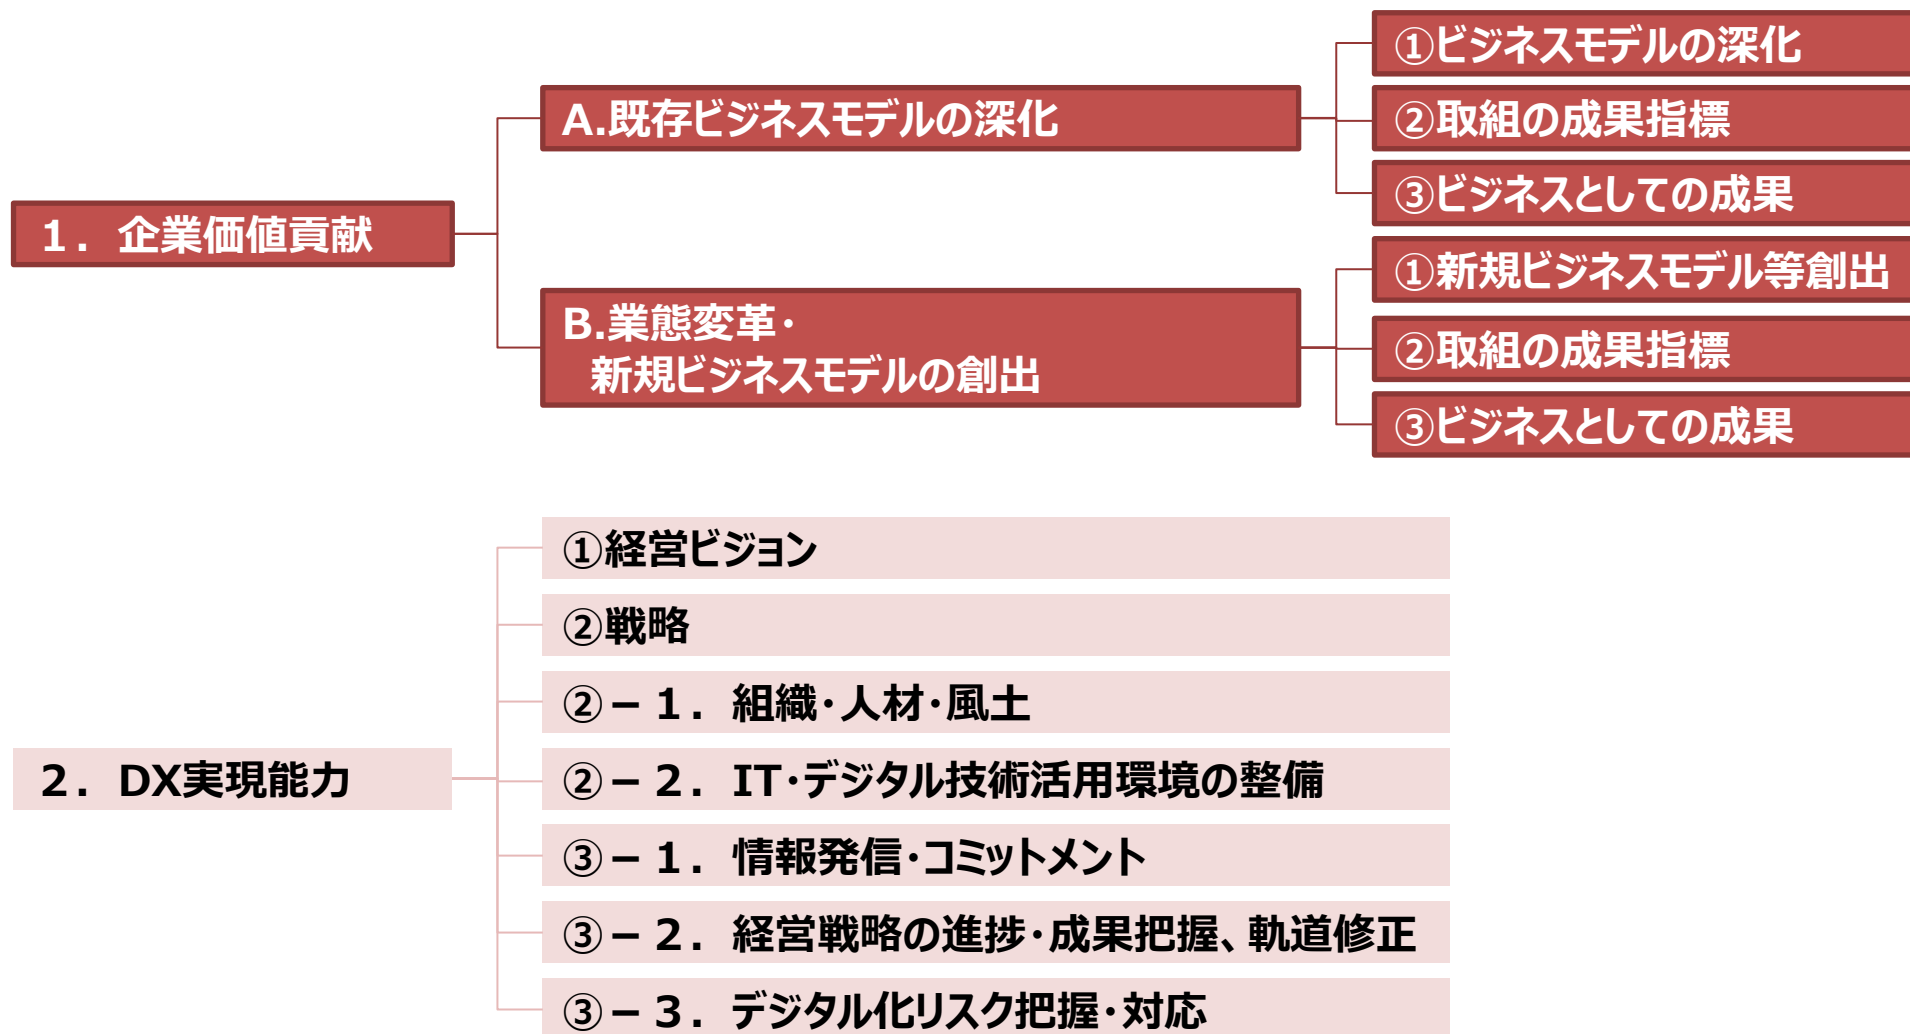 １．企業価値貢献
A.既存ビジネスモデルの深化
①ビジネスモデルの深化
②取組の成果指標
③ビジネスとしての成果
B.業態変革・
新規ビジネスモデルの創出
①新規ビジネスモデル等創出
②取組の成果指標
③ビジネスとしての成果
２．DX実現能力
①経営ビジョン
②戦略
②－１．組織・人材・風土
②－２．IT・デジタル技術活用環境の整備
③－１．情報発信・コミットメント
③－２．経営戦略の進捗・成果把握、軌道修正
③－３．デジタル化リスク把握・対応